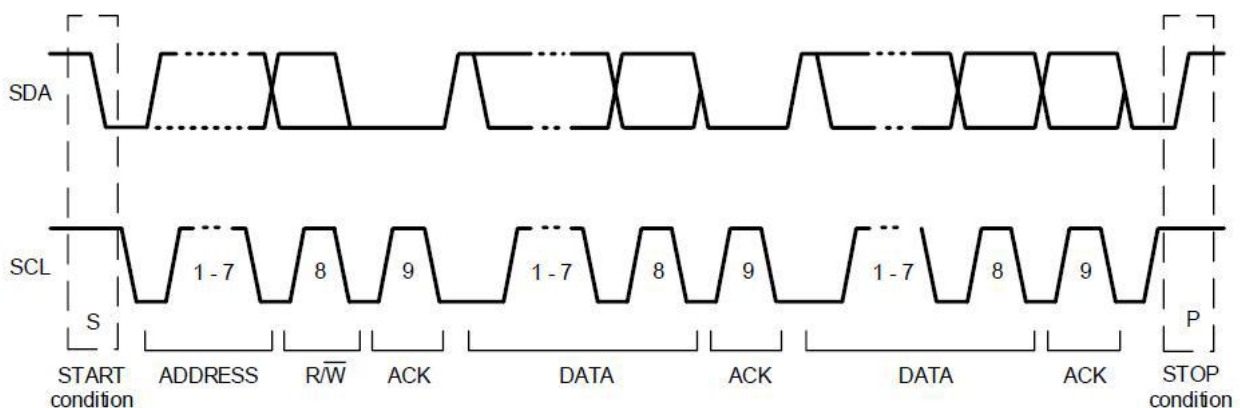 SDA
SCL
1 - 7 8 9 1 - 7 8 9 1 - 7 8 9
S P
START condition ADDRESS R/W̅ ACK DATA ACK DATA ACK STOP condition